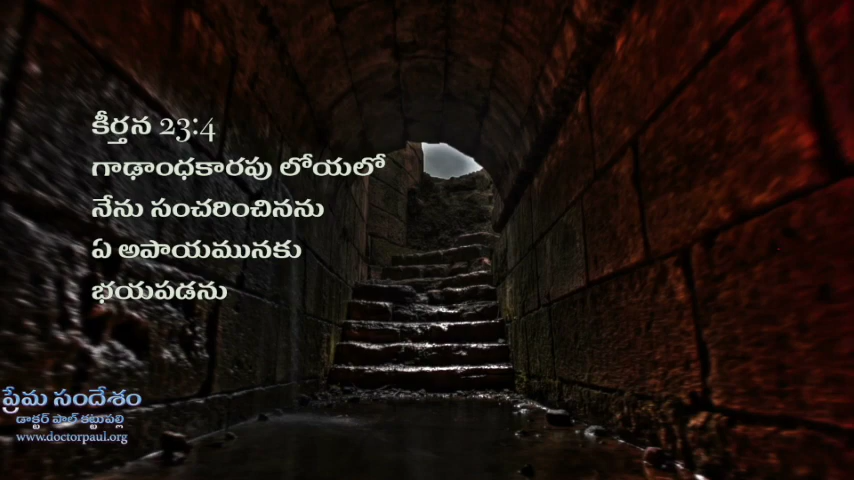 కీర్తన 23:4
గాఢాంధకారపు లోయలో
నేను సంచరించినను
ఏ అపాయమునకు
భయపడను
ప్రేమ సందేశం
డాక్టర్ పాల్ కట్టుపల్లి
www.doctorpaul.org